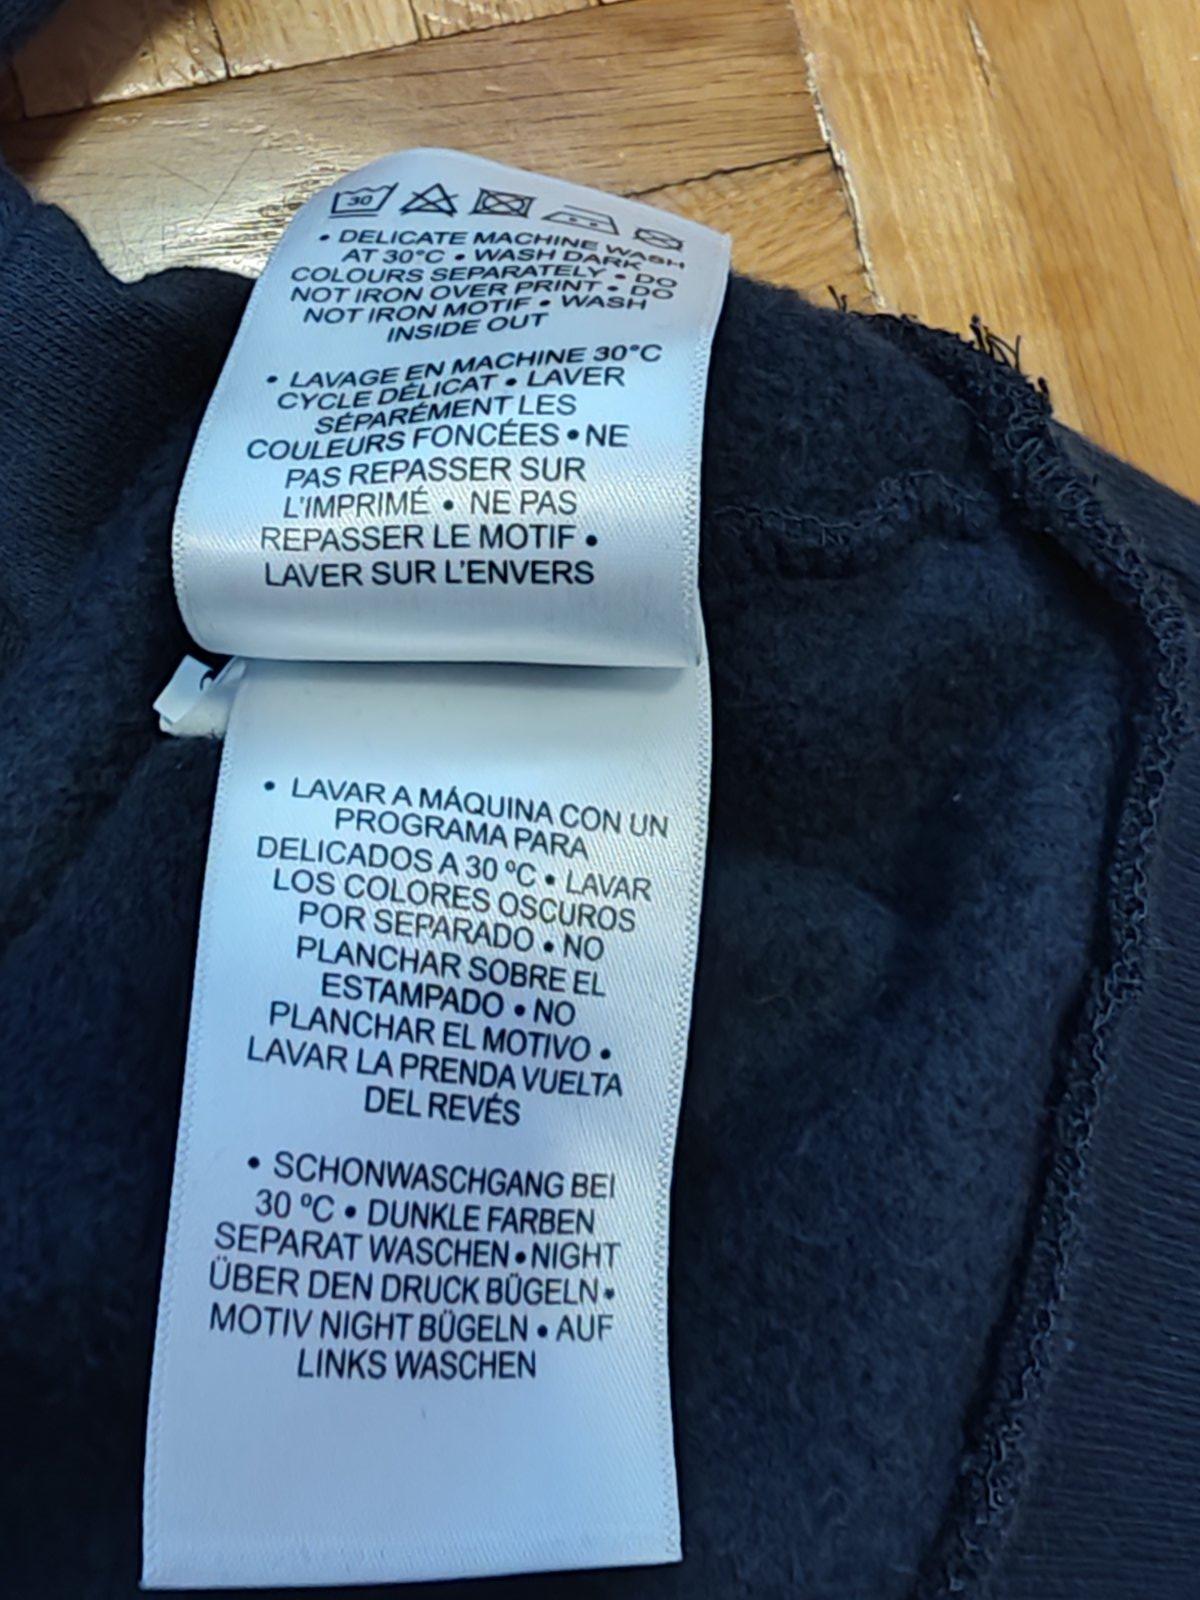 30
• DELICATE MACHINE WASH
AT 30°C • WASH DARK
COLOURS SEPARATELY • DO
NOT IRON OVER PRINT • DO
NOT IRON MOTIF • WASH
INSIDE OUT
• LAVAGE EN MACHINE 30°C
CYCLE DÉLICAT • LAVER
SÉPARÉMENT LES
COULEURS FONCÉES • NE
PAS REPASSER SUR
L'IMPRIMÉ • NE PAS
REPASSER LE MOTIF •
LAVER SUR L'ENVERS
• LAVAR A MÁQUINA CON UN
PROGRAMA PARA
DELICADOS A 30 ºC • LAVAR
LOS COLORES OSCUROS
POR SEPARADO • NO
PLANCHAR SOBRE EL
ESTAMPADO • NO
PLANCHAR EL MOTIVO •
LAVAR LA PRENDA VUELTA
DEL REVÉS
• SCHONWASCHGANG BEI
30 ºC • DUNKLE FARBEN
SEPARAT WASCHEN • NIGHT
ÜBER DEN DRUCK BÜGELN •
MOTIV NIGHT BÜGELN • AUF
LINKS WASCHEN